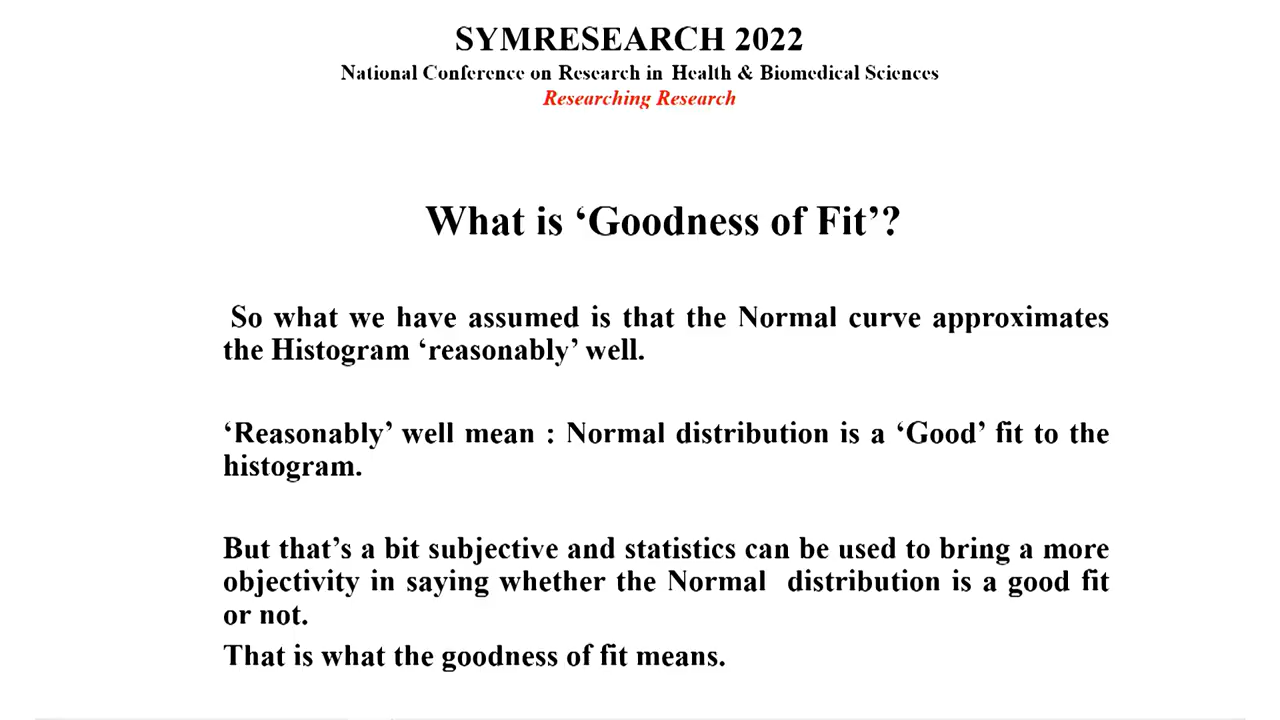 SYMRESEARCH 2022
National Conference on Research in Health & Biomedical Sciences
Researching Research
What is ‘Goodness of Fit’?
So what we have assumed is that the Normal curve approximates
the Histogram ‘reasonably’ well.
‘Reasonably’ well mean : Normal distribution is a ‘Good’ fit to the
histogram.
But that’s a bit subjective and statistics can be used to bring a more
objectivity in saying whether the Normal distribution is a good fit
or not.
That is what the goodness of fit means.